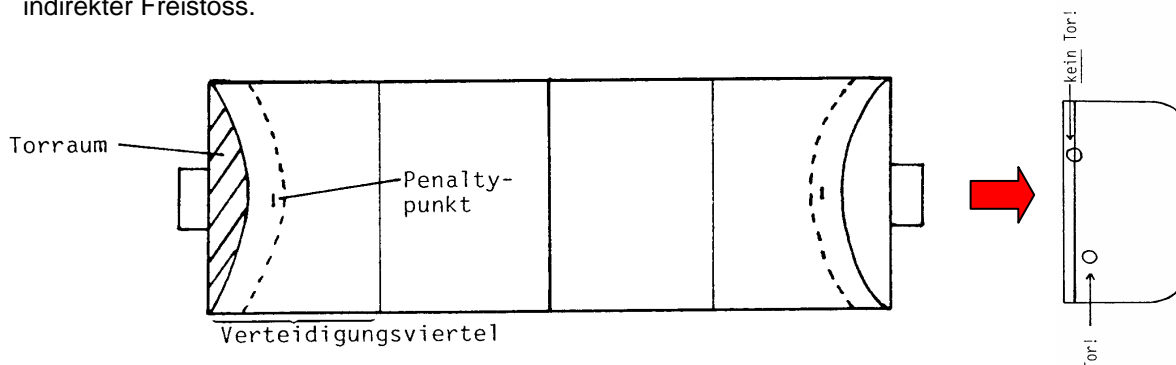 indirekter Freistoss.
kein Tor!
Torraum
Penalty-
punkt
Verteidigungsviertel
Tor!